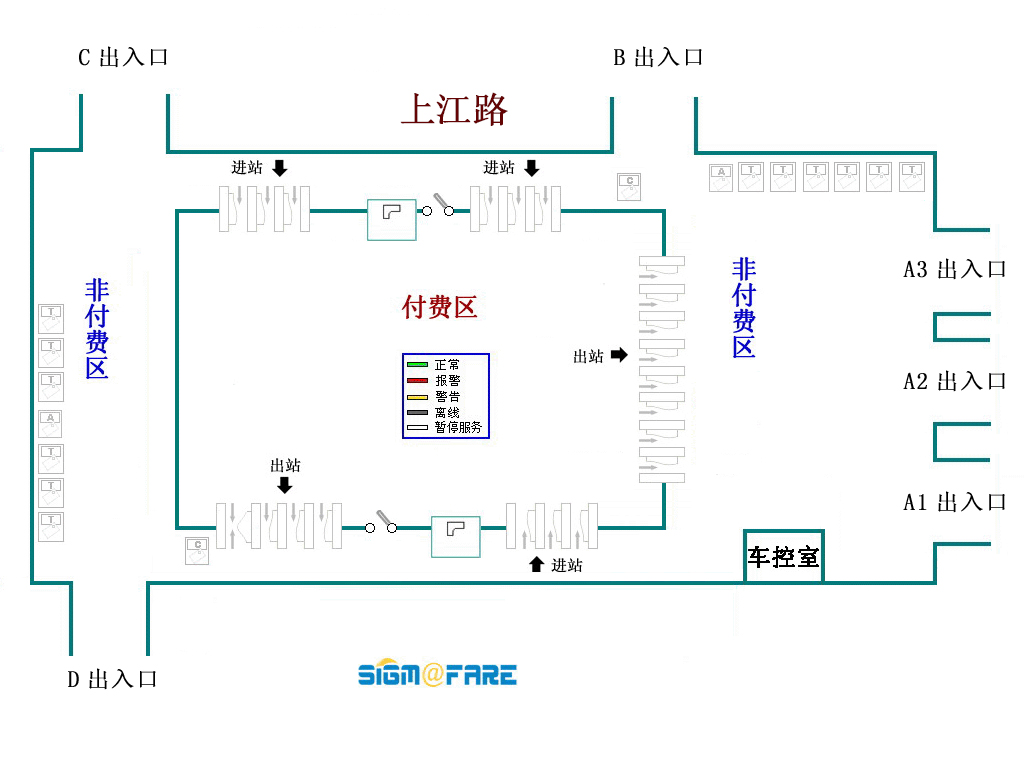 C 出入口
B 出入口
上江路
进站
进站
A
T
T
T
T
T
T
C
非付费区
付费区
非付费区
A3 出入口
T
T
T
A
T
T
T
出站
正常
报警
警告
离线
暂停服务
A2 出入口
出站
A1 出入口
C
进站
车控室
D 出入口
SIGM@FARE